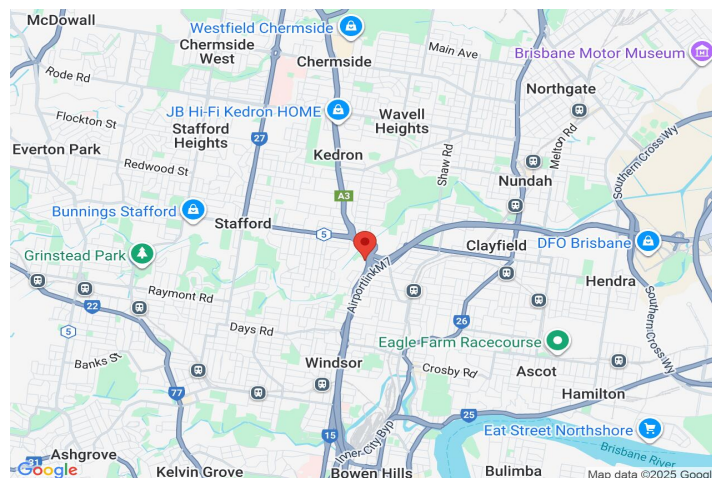 McDowall
Westfield Chermside
Chermside
West
Chermside
Main Ave
Brisbane Motor Museum
Rode Rd
Northgate
Flockton St
JB Hi-Fi Kedron HOME
Wavell
Heights
Stafford
Heights
27
Melton Rd
Southern Cross Wy
Everton Park
Kedron
Redwood St
Shaw Rd
Nundah
A3
Bunnings Stafford
Stafford
5
Clayfield
DFO Brisbane
Grinstead Park
AirportlinkM7
Hendra
Raymont Rd
22
Southern Cross Wy
Days Rd
26
5
Eagle Farm Racecourse
Banks St
Windsor
Crosby Rd
Ascot
77
Hamilton
25
15
Inner City Byp
Eat Street Northshore
Ashgrove
31
Brisbane River
Google
Kelvin Grove
Bowen Hills
Bulimba
Map data ©2025 Google